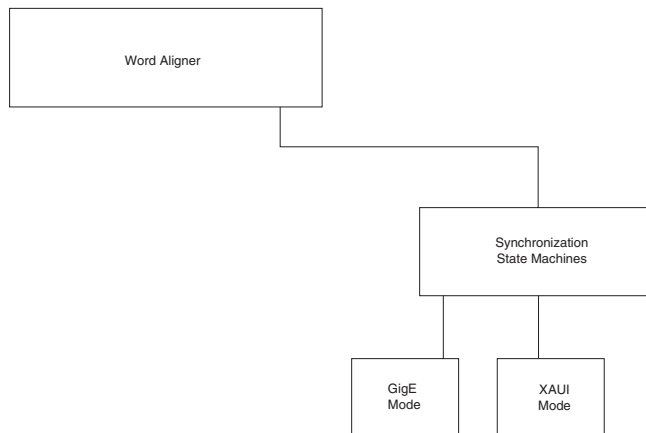 Word Aligner
Synchronization
State Machines
GigE
Mode
XAUI
Mode